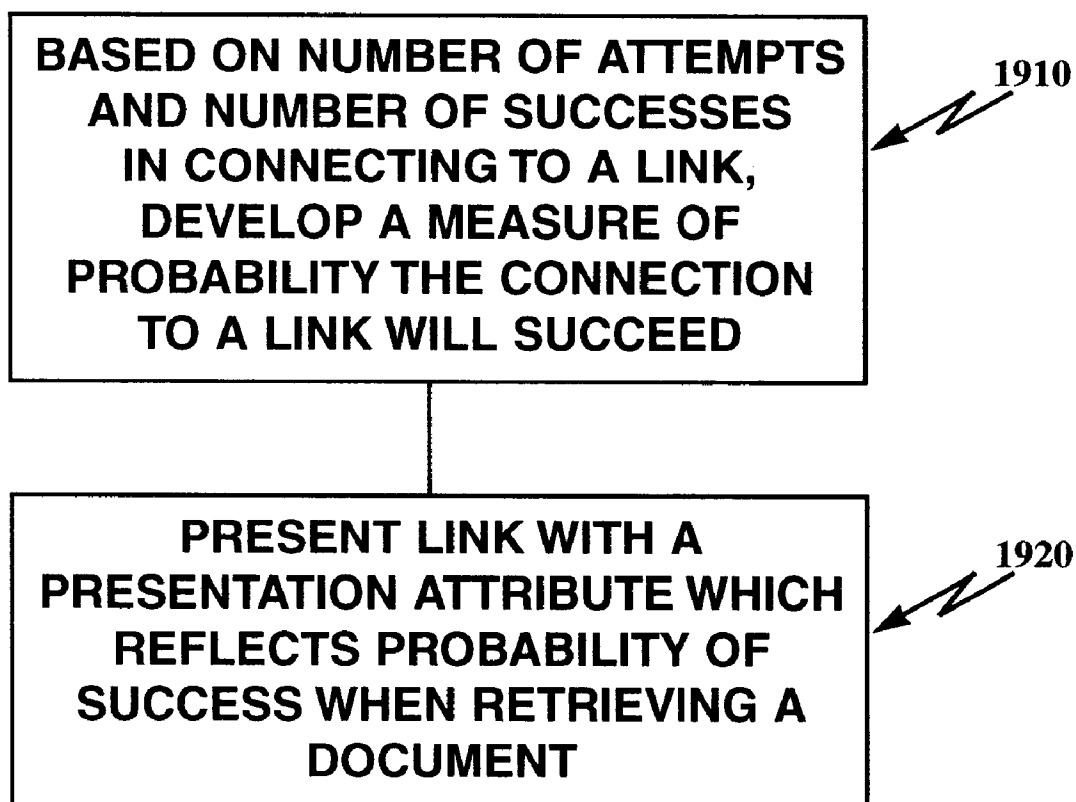 BASED ON NUMBER OF ATTEMPTS
AND NUMBER OF SUCCESSES
IN CONNECTING TO A LINK,
DEVELOP A MEASURE OF
PROBABILITY THE CONNECTION
TO A LINK WILL SUCCEED
1910
PRESENT LINK WITH A
PRESENTATION ATTRIBUTE WHICH
REFLECTS PROBABILITY OF
SUCCESS WHEN RETRIEVING A
DOCUMENT
1920